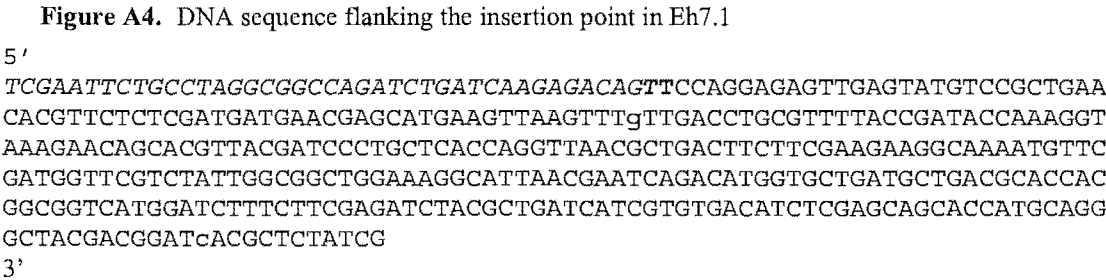 Figure A4. DNA sequence flanking the insertion point in Eh7.1
5'
TCGAATTCTGCCTAGGCGGCCAGATCTGATCAAGAGACAGTTCCAGGAGAGTTGAGTATGTCCGCTGAA
CACGTTCTCTCGATGATGAACGAGCATGAAGTTAAGTTTgTTGACCTGCGTTTTACCGATACCAAAGGT
AAAGAACAGCACGTTACGATCCCTGCTCACCAGGTTAACGCTGACTTCTTCGAAGAAGGCAAAATGTTC
GATGGTTCGTCTATTGGCGGCTGGAAAGGCATTAACGAATCAGACATGGTGCTGATGCTGACGCACCAC
GGCGGTCATGGATCTTTCTTCGAGATCTACGCTGATCATCGTGTGACATCTCGAGCAGCACCATGCAGG
GCTACGACGGATcACGCTCTATCG
3'